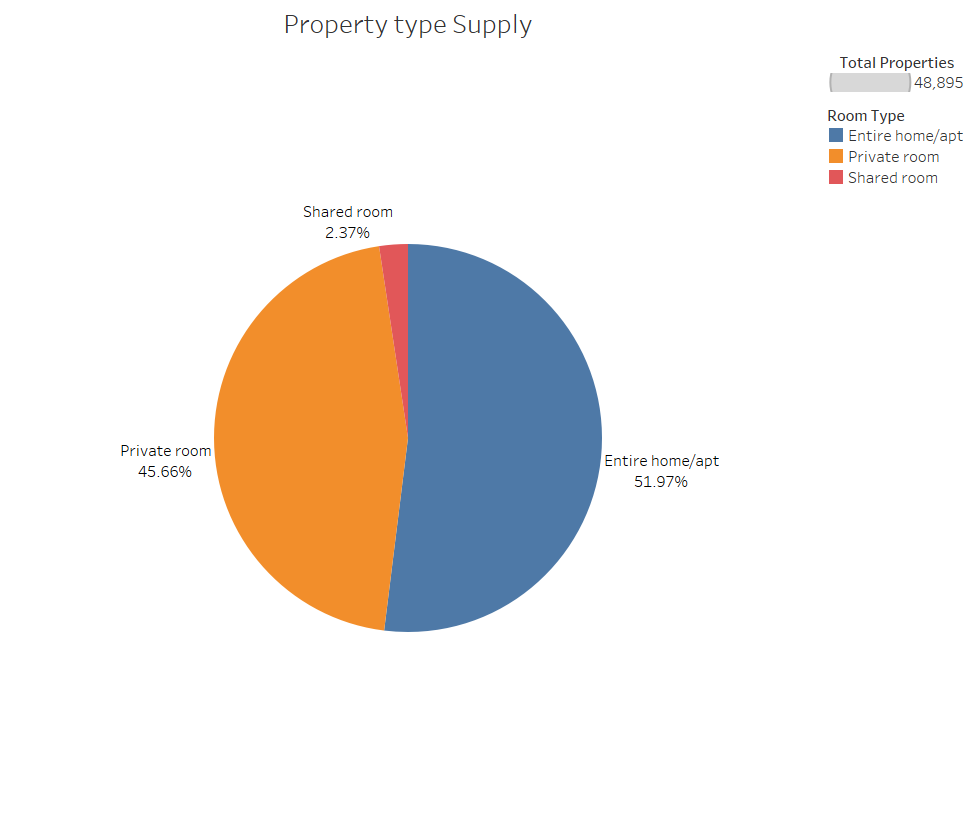 Property type Supply
Total Properties
48,895
Room Type
Entire home/apt
Private room
Shared room
Shared room
2.37%
Private room
45.66%
Entire home/apt
51.97%